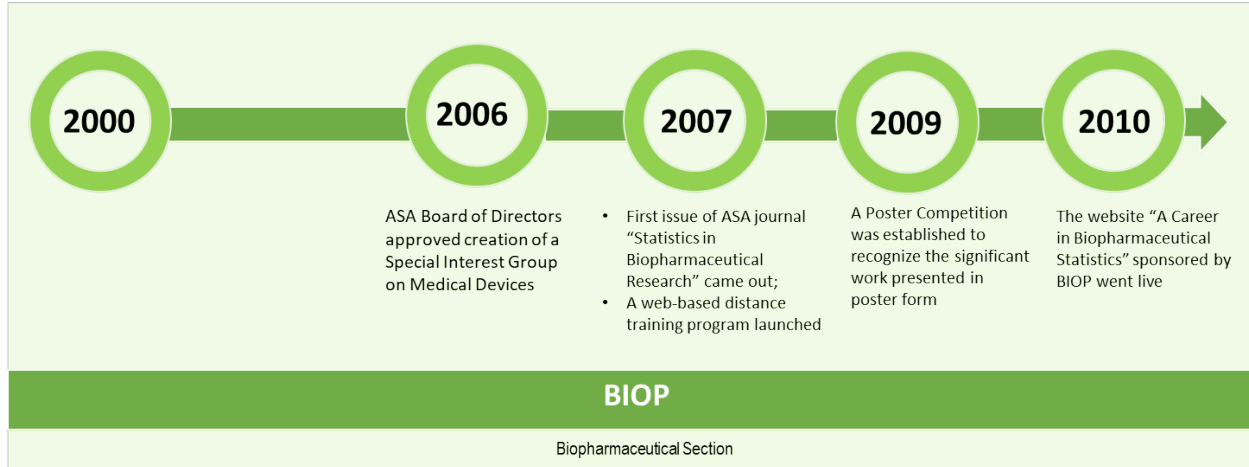 2000
2006
2007
2009
2010
ASA Board of Directors
approved creation of a
Special Interest Group
on Medical Devices
• First issue of ASA journal
“Statistics in
Biopharmaceutical
Research” came out;
• A web-based distance
training program launched
A Poster Competition
was established to
recognize the significant
work presented in
poster form
The website “A Career
in Biopharmaceutical
Statistics” sponsored by
BIOP went live
BIOP
Biopharmaceutical Section